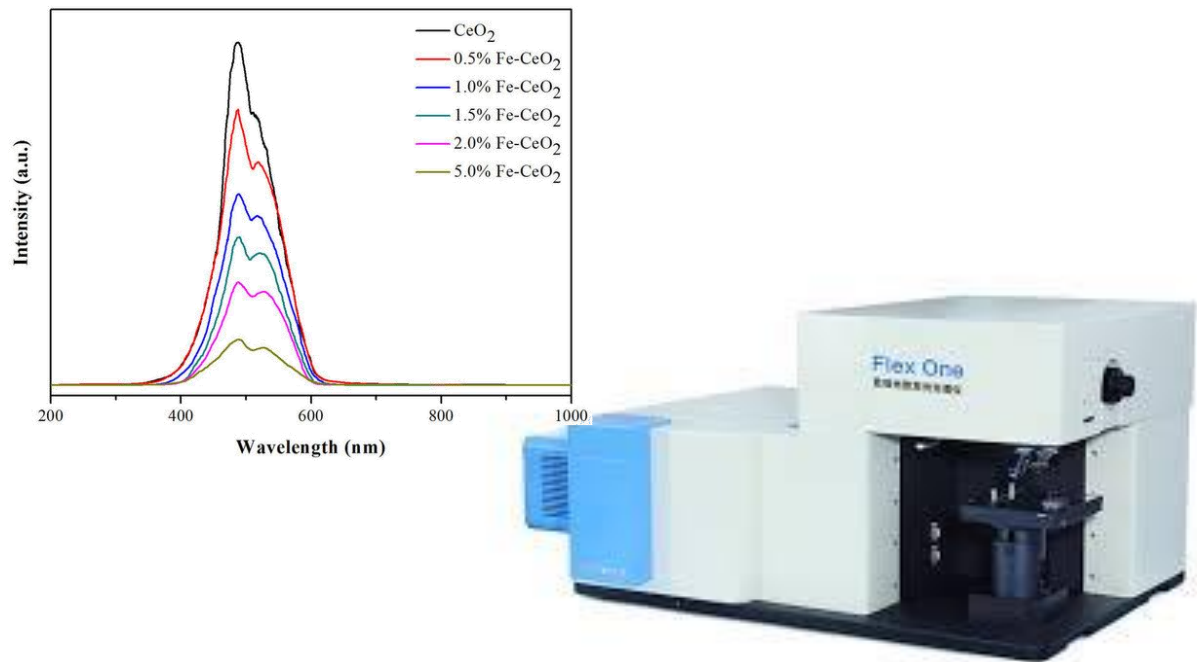 CeO2
0.5% Fe-CeO2
1.0% Fe-CeO2
1.5% Fe-CeO2
2.0% Fe-CeO2
5.0% Fe-CeO2
Intensity (a.u.)
200 400 600 800 1000
Wavelength (nm)
Flex One